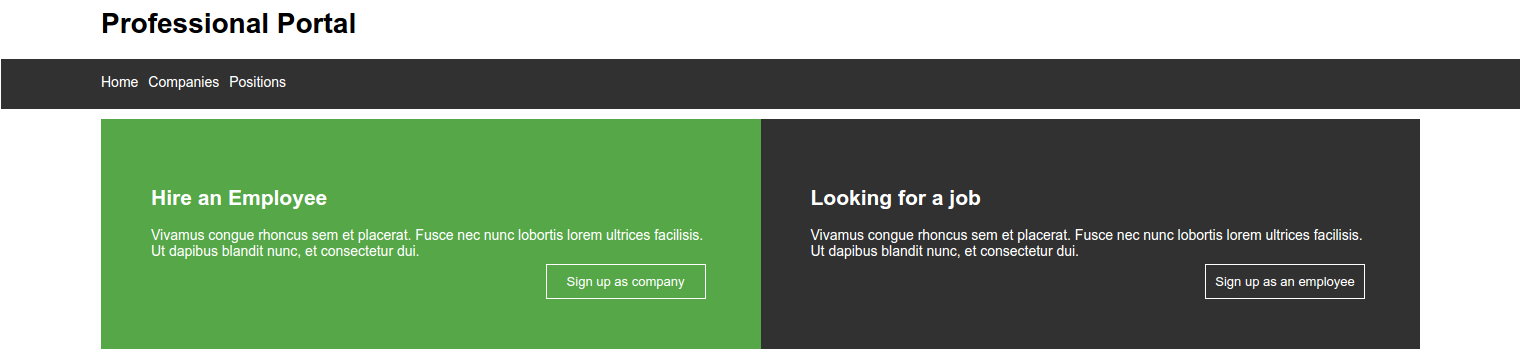 Professional Portal
Home Companies Positions
Hire an Employee
Vivamus congue rhoncus sem et placerat. Fusce nec nunc lobortis lorem ultrices facilisis.
Ut dapibus blandit nunc, et consectetur dui.
Sign up as company
Looking for a job
Vivamus congue rhoncus sem et placerat. Fusce nec nunc lobortis lorem ultrices facilisis.
Ut dapibus blandit nunc, et consectetur dui.
Sign up as an employee